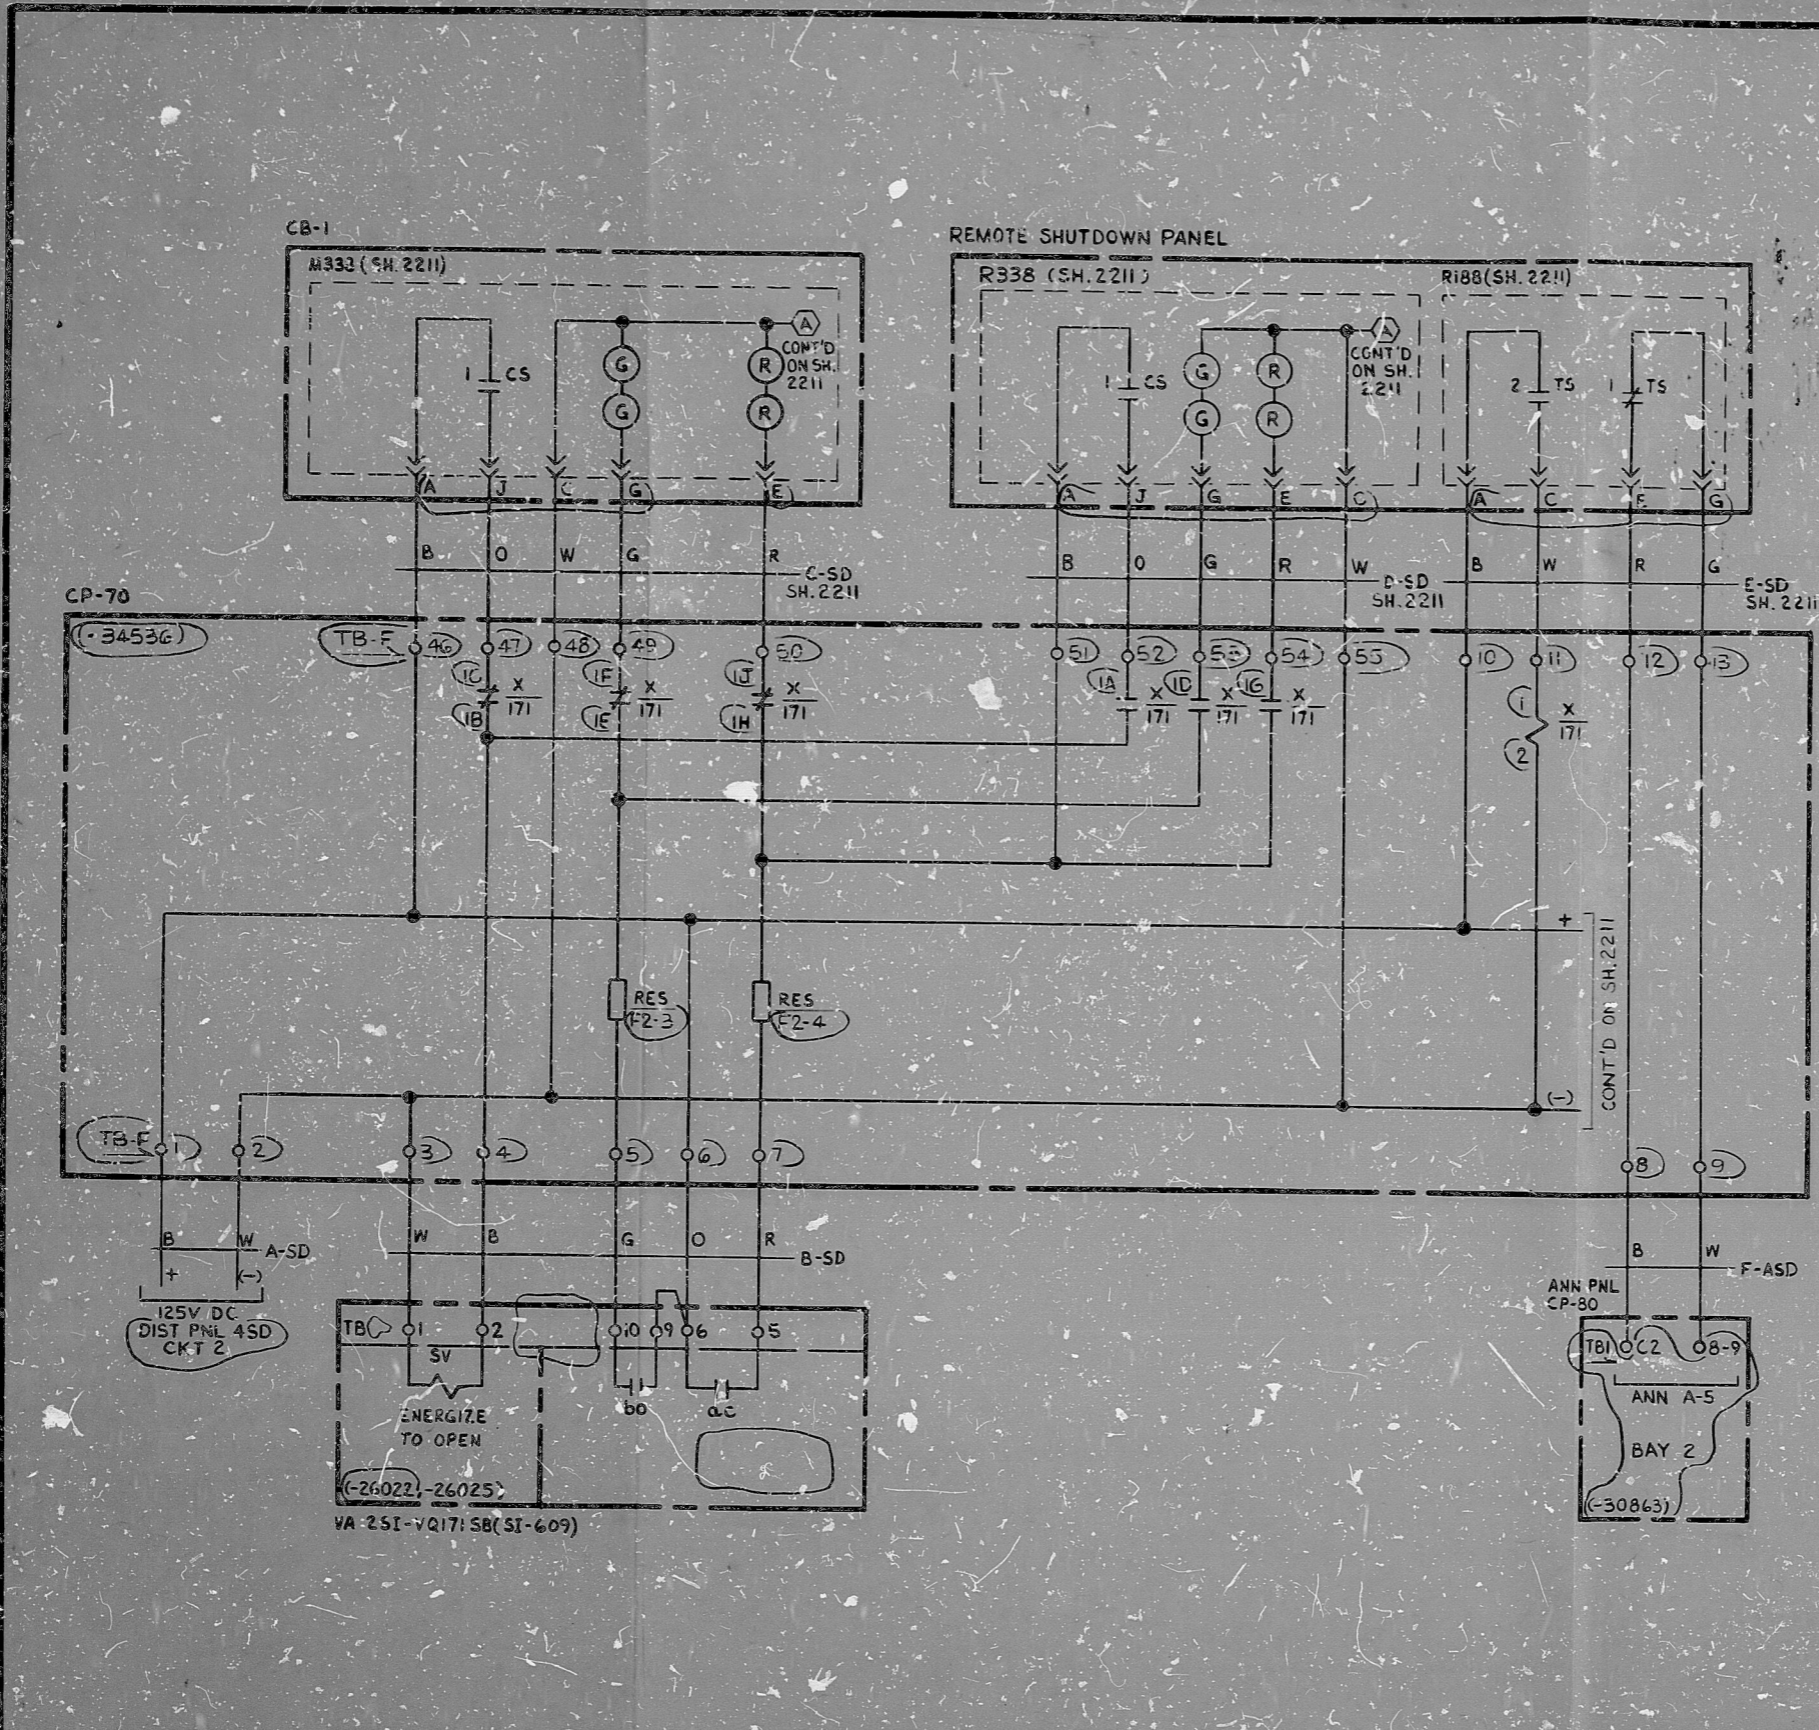 CB-1
M333 (SH. 2211)
A
CONT'D
ON SH.
2211
G
G
R
R
1 CS
A J C G E
B O W G R
C-SD
SH. 2211
REMOTE SHUTDOWN PANEL
R338 (SH. 2211)
R188 (SH. 2211)
A
CONT'D
ON SH.
2211
1 CS
G
G
R
R
2 TS
1 TS
A J G E C
A C F G
B O G R W
D-SD
SH. 2211
B W R G
E-SD
SH. 2211
CP-70
(-34536)
TB-F
46 47 48 49 50
51 52 53 54 55
10 11 12 13
1C X
171
1B
1F X
171
1E
1J X
171
1H
1A X
171
1D X
171
1G X
171
1 X
171
2
+
(-)
CONT'D ON SH. 2211
RES
F2-3
RES
F2-4
TB-F
1 2 3 4 5 6 7
8 9
B W
A-SD
+ (-)
125V DC
DIST PNL 4SD
CKT 2
W B G O R
B-SD
TB 1 2 10 9 6 5
SV
bo ac
ENERGIZE
TO OPEN
(-26022,-26025)
VA 2SI-VQ171SB(SI-609)
B W
F-ASD
ANN PNL
CP-80
TB1 C2 8-9
ANN A-5
BAY 2
(-30863)